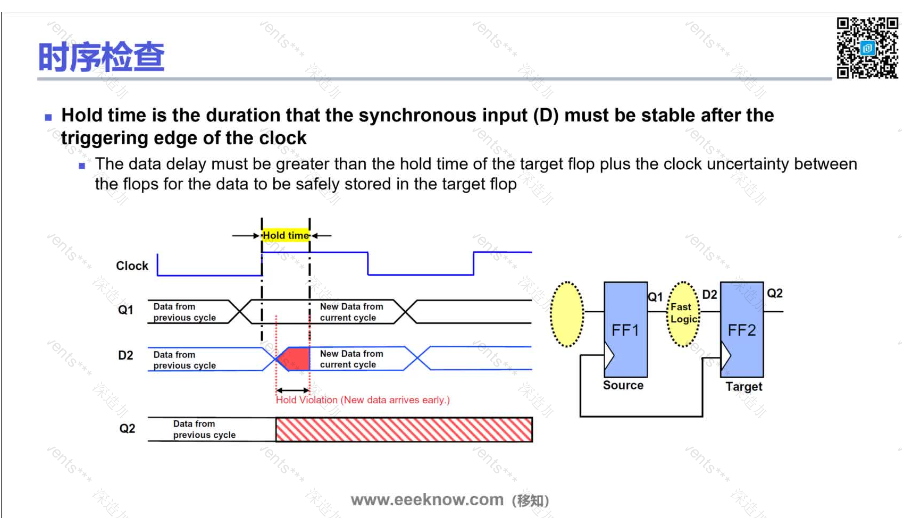 时序检查
Hold time is the duration that the synchronous input (D) must be stable after the
triggering edge of the clock
The data delay must be greater than the hold time of the target flop plus the clock uncertainty between
the flops for the data to be safely stored in the target flop
Hold time
Clock
Q1
Data from
previous cycle
New Data from
current cycle
D2
Data from
previous cycle
New Data from
current cycle
Hold Violation (New data arrives early.)
Q2
Data from
previous cycle
Q1
Fast
Logic
D2
Q2
FF1
FF2
Source
Target
www.eeeknow.com（移知）